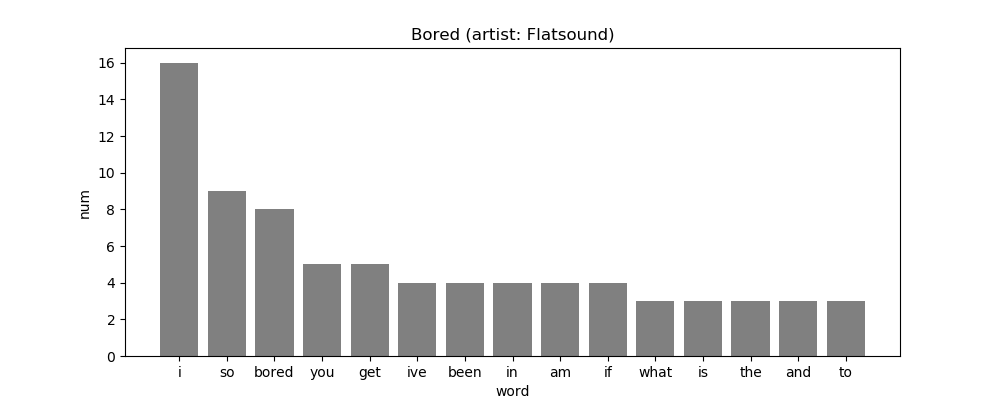 Bored (artist: Flatsound)
num
16
14
12
10
8
6
4
2
0
i so bored you get ive been in am if what is the and to
word